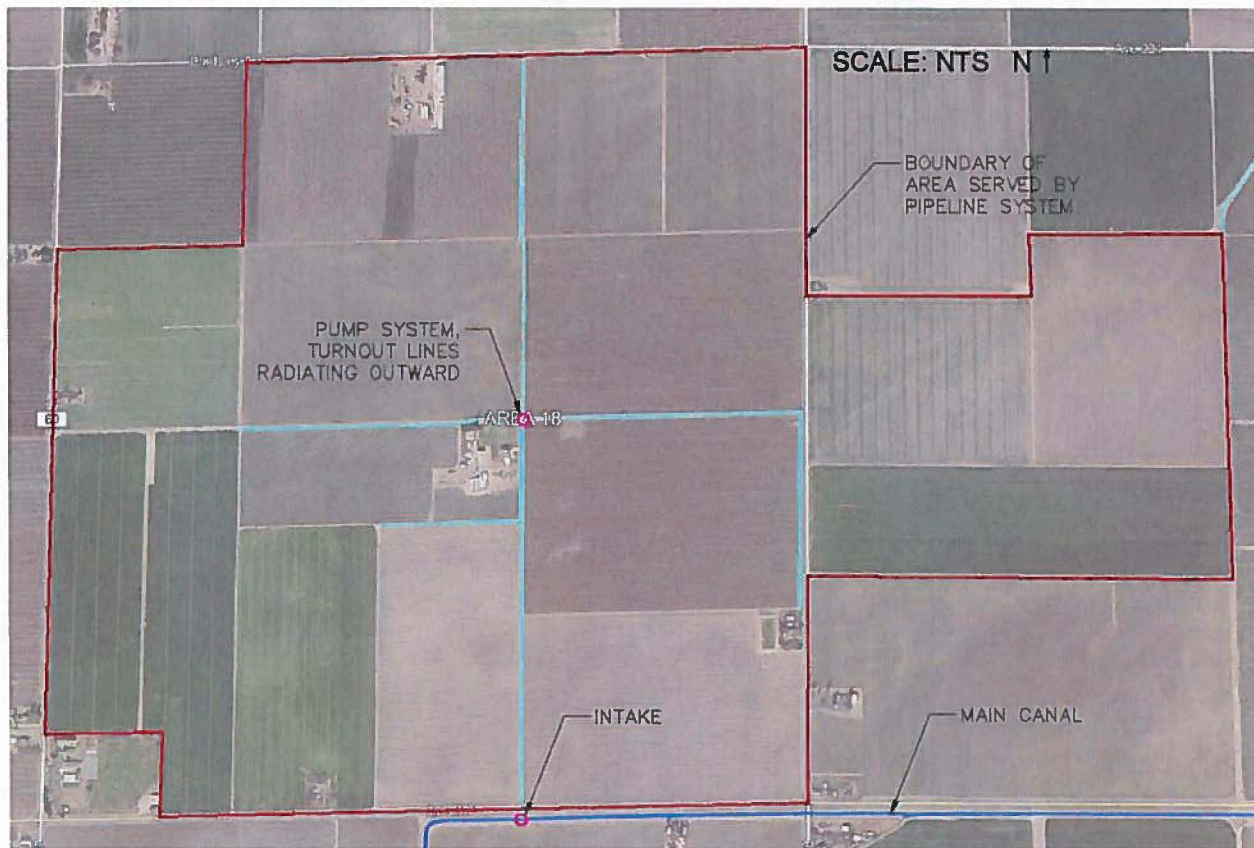 SCALE: NTS N ↑
BOUNDARY OF
AREA SERVED BY
PIPELINE SYSTEM
PUMP SYSTEM,
TURNOUT LINES
RADIATING OUTWARD
AREA 18
INTAKE
MAIN CANAL